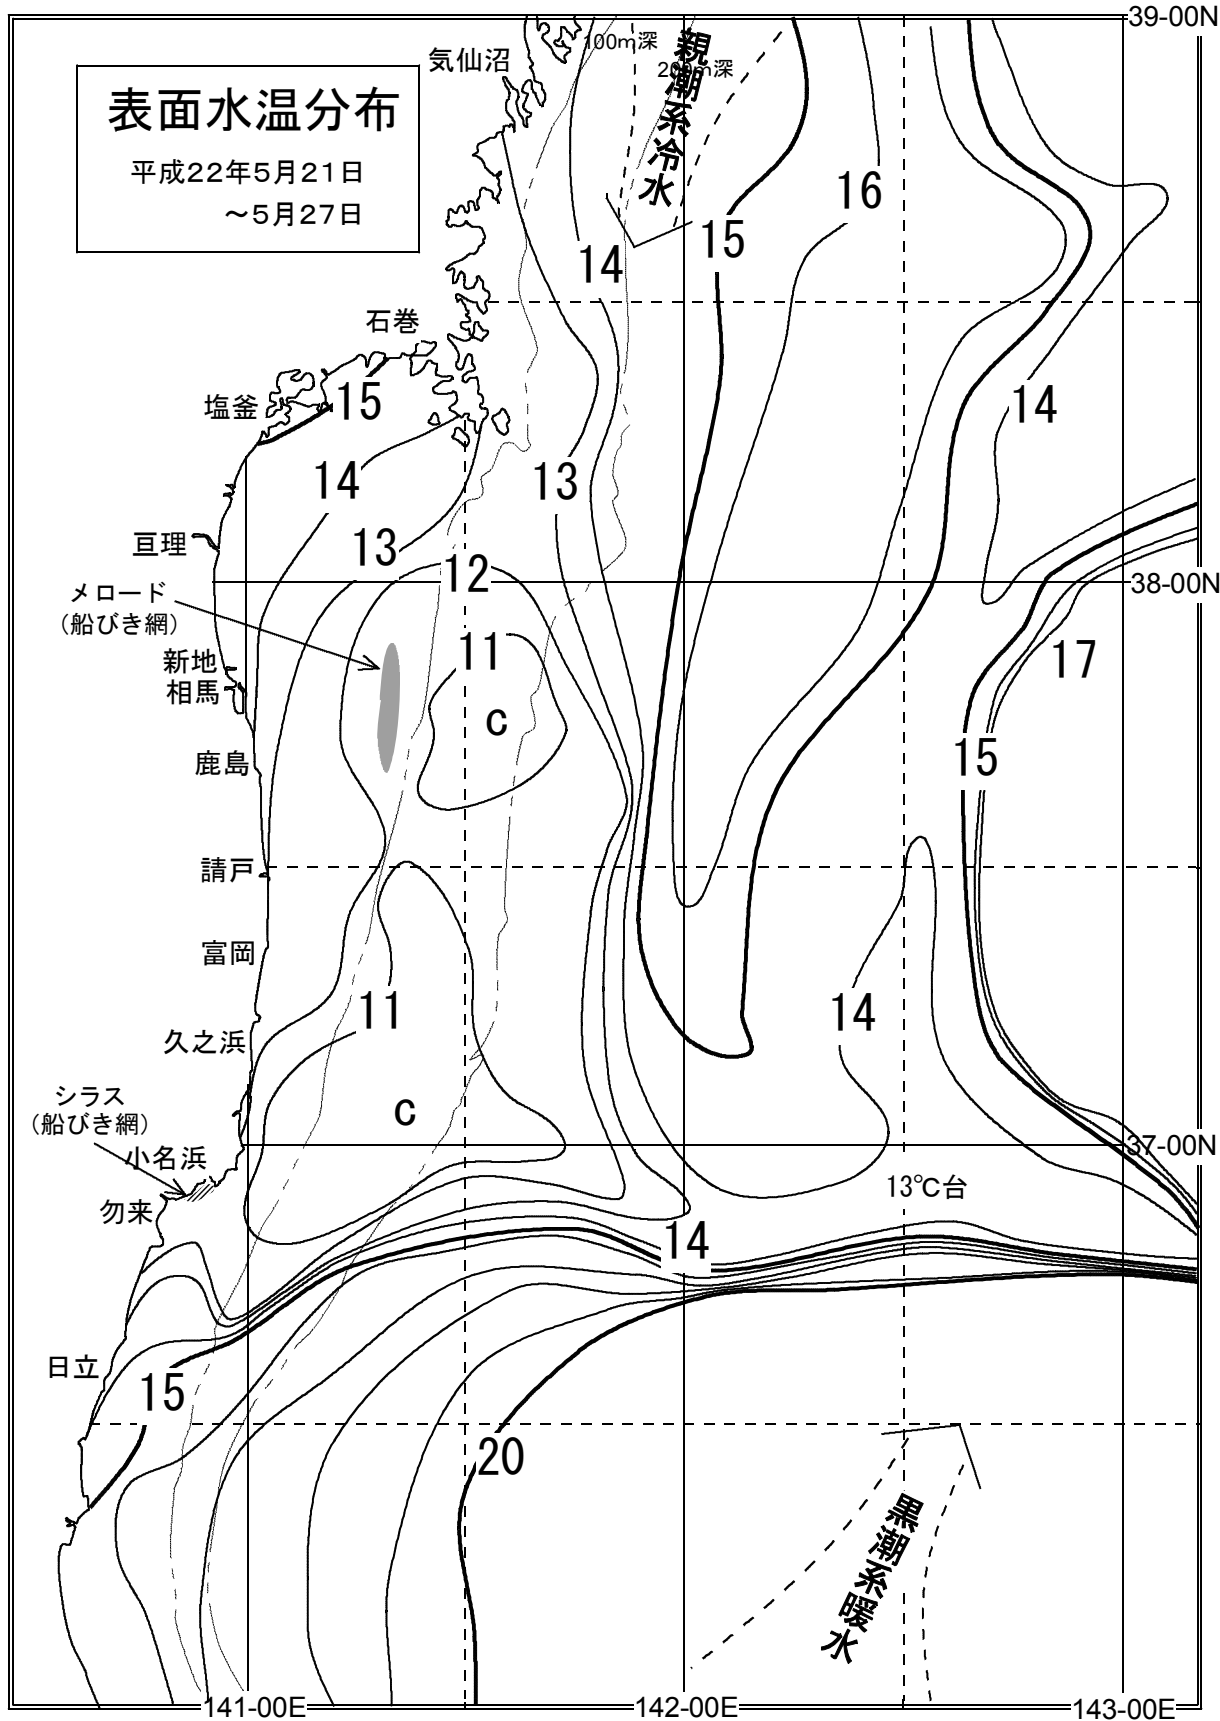 39-00N
100m深
気仙沼
200m深
親潮系冷水
表面水温分布
平成22年5月21日
～5月27日
16
15
14
石巻
15
塩釜
14
14
13
13
亘理
12
38-00N
メロード
(船びき網)
11
17
新地
相馬
c
15
鹿島
請戸
富岡
11
14
久之浜
シラス
(船びき網)
c
小名浜
37-00N
13℃台
勿来
14
日立
15
20
黒潮系暖水
141-00E
142-00E
143-00E